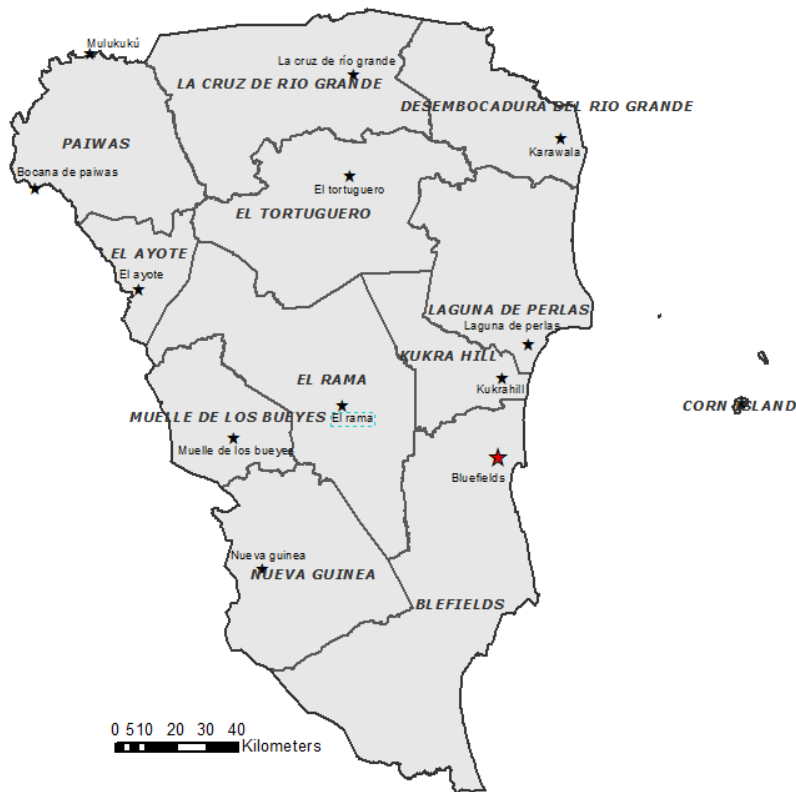 Mulukukú
La cruz de río grande
LA CRUZ DE RIO GRANDE
DESEMBOCADURA DEL RIO GRANDE
PAIWAS
Karawala
Bocana de paiwas
El tortuguero
EL TORTUGUERO
EL AYOTE
El ayote
LAGUNA DE PERLAS
Laguna de perlas
KUKRA HILL
EL RAMA
Kukrahill
CORN ISLAND
MUELLE DE LOS BUEYES
El rama
Muelle de los bueyes
Bluefields
Nueva guinea
NUEVA GUINEA
BLEFIELDS
0 5 10 20 30 40
Kilometers